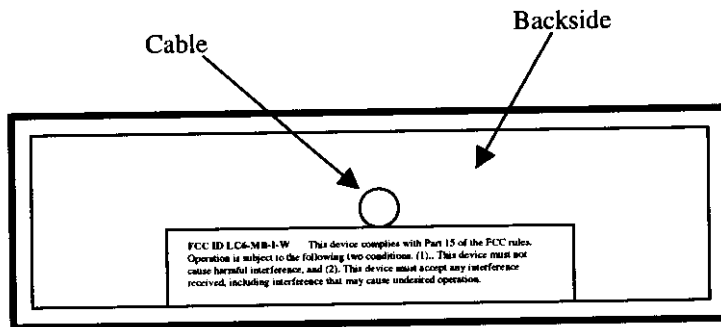 Backside
Cable
FCC ID LC6-MB-I-W This device complies with Part 15 of the FCC rules.
Operation is subject to the following two conditions. (1).. This device must not
cause harmful interference, and (2). This device must accept any interference
received, including interference that may cause undesired operation.